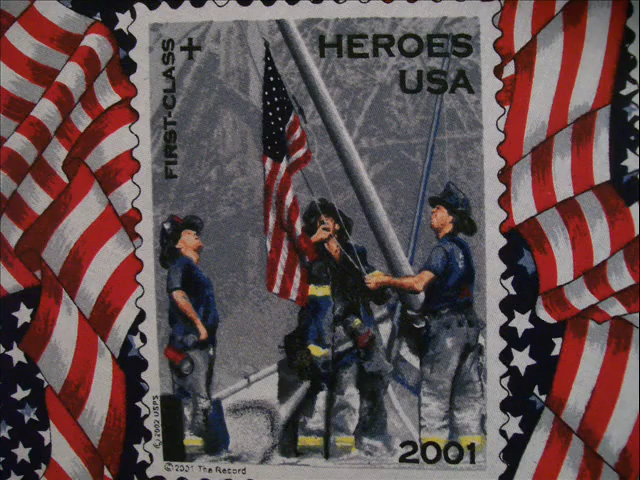 FIRST-CLASS +
HEROES
USA
2001
© 2002 USPS
© 2001 The Record